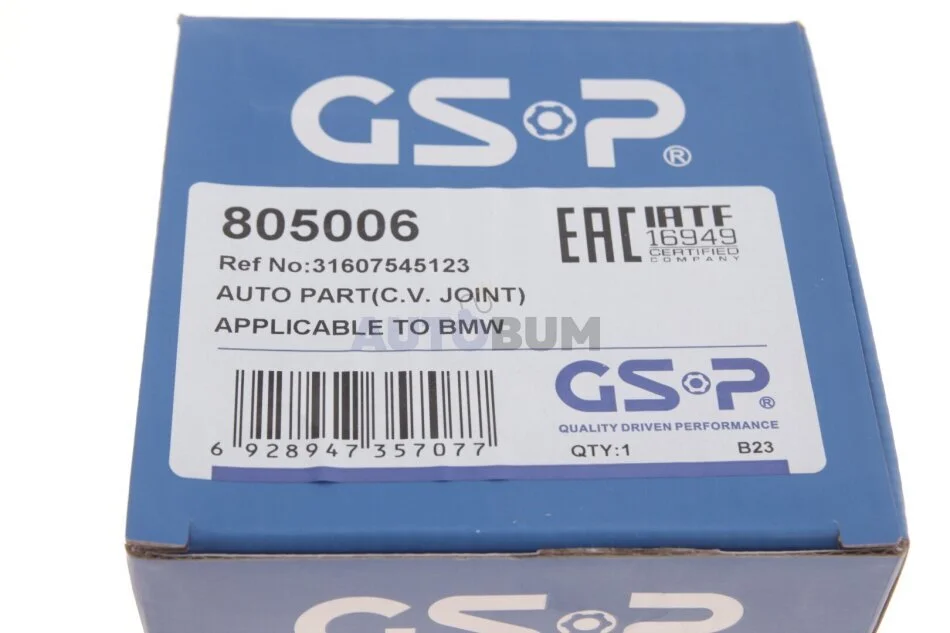 GSP®
805006
EAC
IATF
16949
CERTIFIED
COMPANY
Ref No:31607545123
AUTO PART(C.V. JOINT)
APPLICABLE TO BMW
AUTOBUM
GSP®
QUALITY DRIVEN PERFORMANCE
6 928947 357077
QTY:1
B23
GSP®